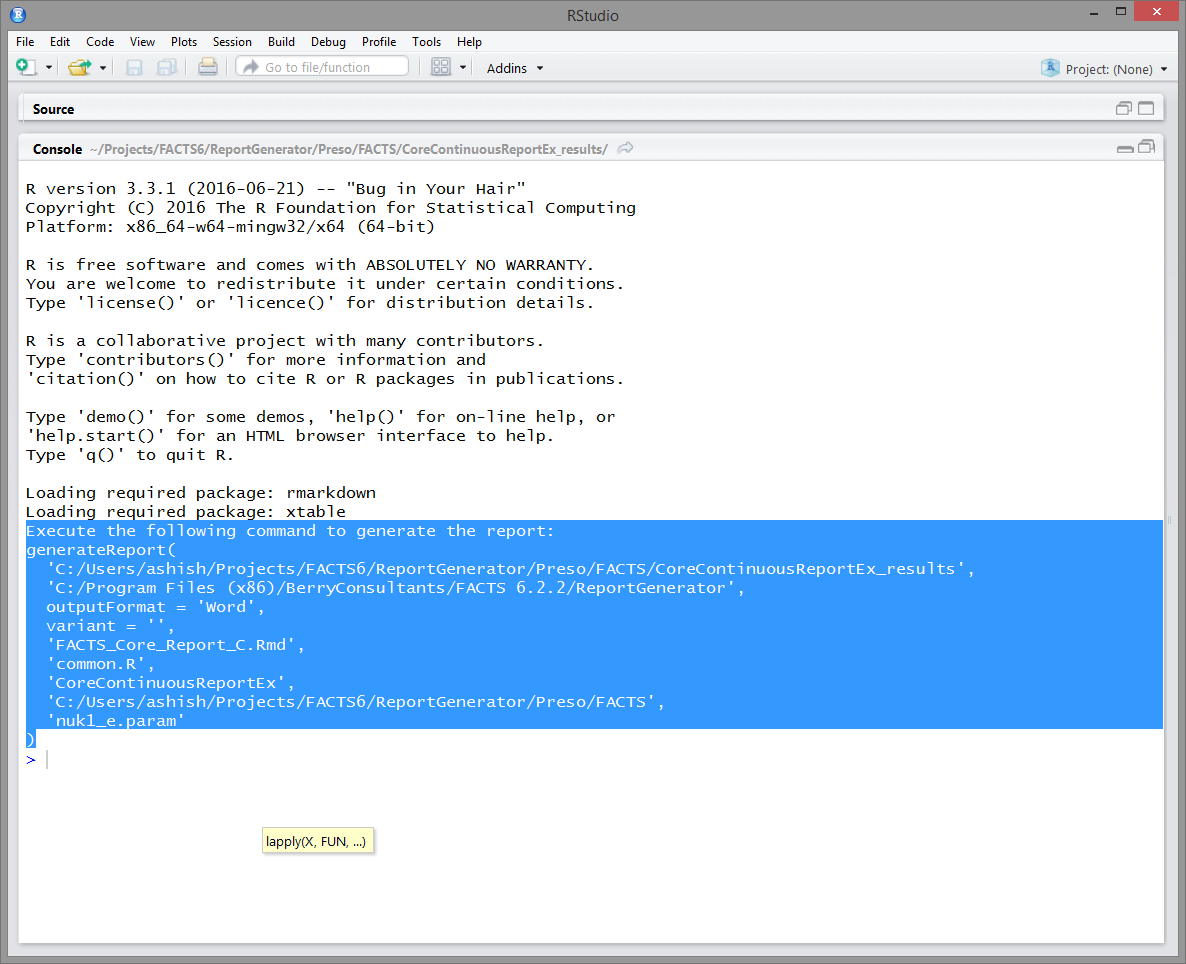 RStudio
File Edit Code View Plots Session Build Debug Profile Tools Help
Go to file/function Addins Project: (None)
Source
Console ~/Projects/FACTS6/ReportGenerator/Preso/FACTS/CoreContinuousReportEx_results/
R version 3.3.1 (2016-06-21) -- "Bug in Your Hair"
Copyright (C) 2016 The R Foundation for Statistical Computing
Platform: x86_64-w64-mingw32/x64 (64-bit)
R is free software and comes with ABSOLUTELY NO WARRANTY.
You are welcome to redistribute it under certain conditions.
Type 'license()' or 'licence()' for distribution details.
R is a collaborative project with many contributors.
Type 'contributors()' for more information and
'citation()' on how to cite R or R packages in publications.
Type 'demo()' for some demos, 'help()' for on-line help, or
'help.start()' for an HTML browser interface to help.
Type 'q()' to quit R.
Loading required package: rmarkdown
Loading required package: xtable
Execute the following command to generate the report:
generateReport(
'C:/Users/ashish/Projects/FACTS6/ReportGenerator/Preso/FACTS/CoreContinuousReportEx_results',
'C:/Program Files (x86)/BerryConsultants/FACTS 6.2.2/ReportGenerator',
outputFormat = 'Word',
variant = '',
'FACTS_Core_Report_C.Rmd',
'common.R',
'CoreContinuousReportEx',
'C:/Users/ashish/Projects/FACTS6/ReportGenerator/Preso/FACTS',
'nuk1_e.param'
)
>
lapply(X, FUN, ...)